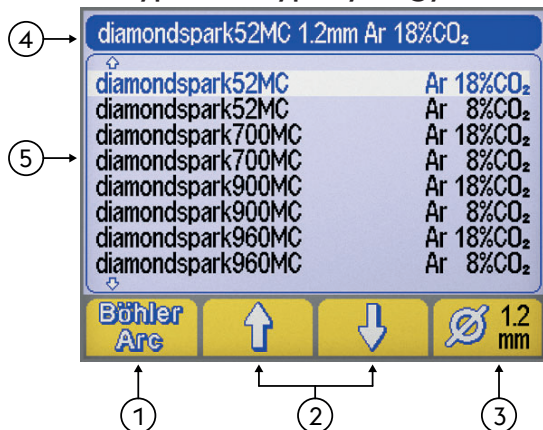 4
diamondspark52MC 1.2mm Ar 18%CO₂
diamondspark52MC Ar 18%CO₂
diamondspark52MC Ar 8%CO₂
5
diamondspark700MC Ar 18%CO₂
diamondspark700MC Ar 8%CO₂
diamondspark900MC Ar 18%CO₂
diamondspark900MC Ar 8%CO₂
diamondspark960MC Ar 18%CO₂
diamondspark960MC Ar 8%CO₂
Böhler
Arc
Ø 1.2
mm
1 2 3